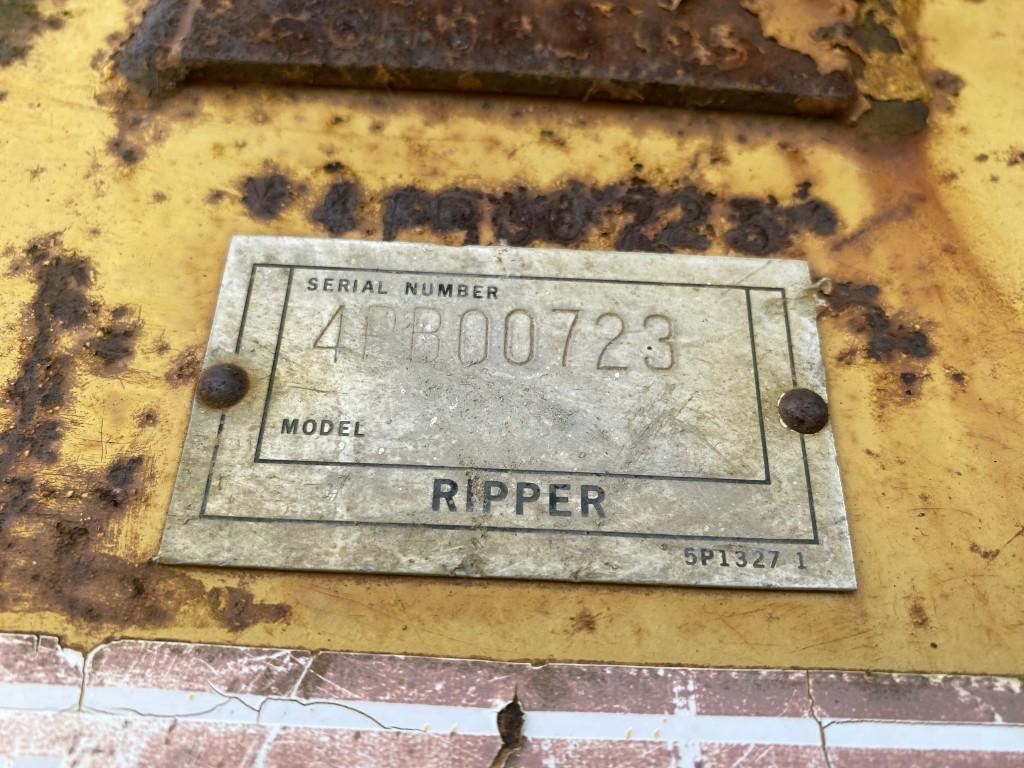 SERIAL NUMBER
4PB00723
MODEL
RIPPER
5P1327 1